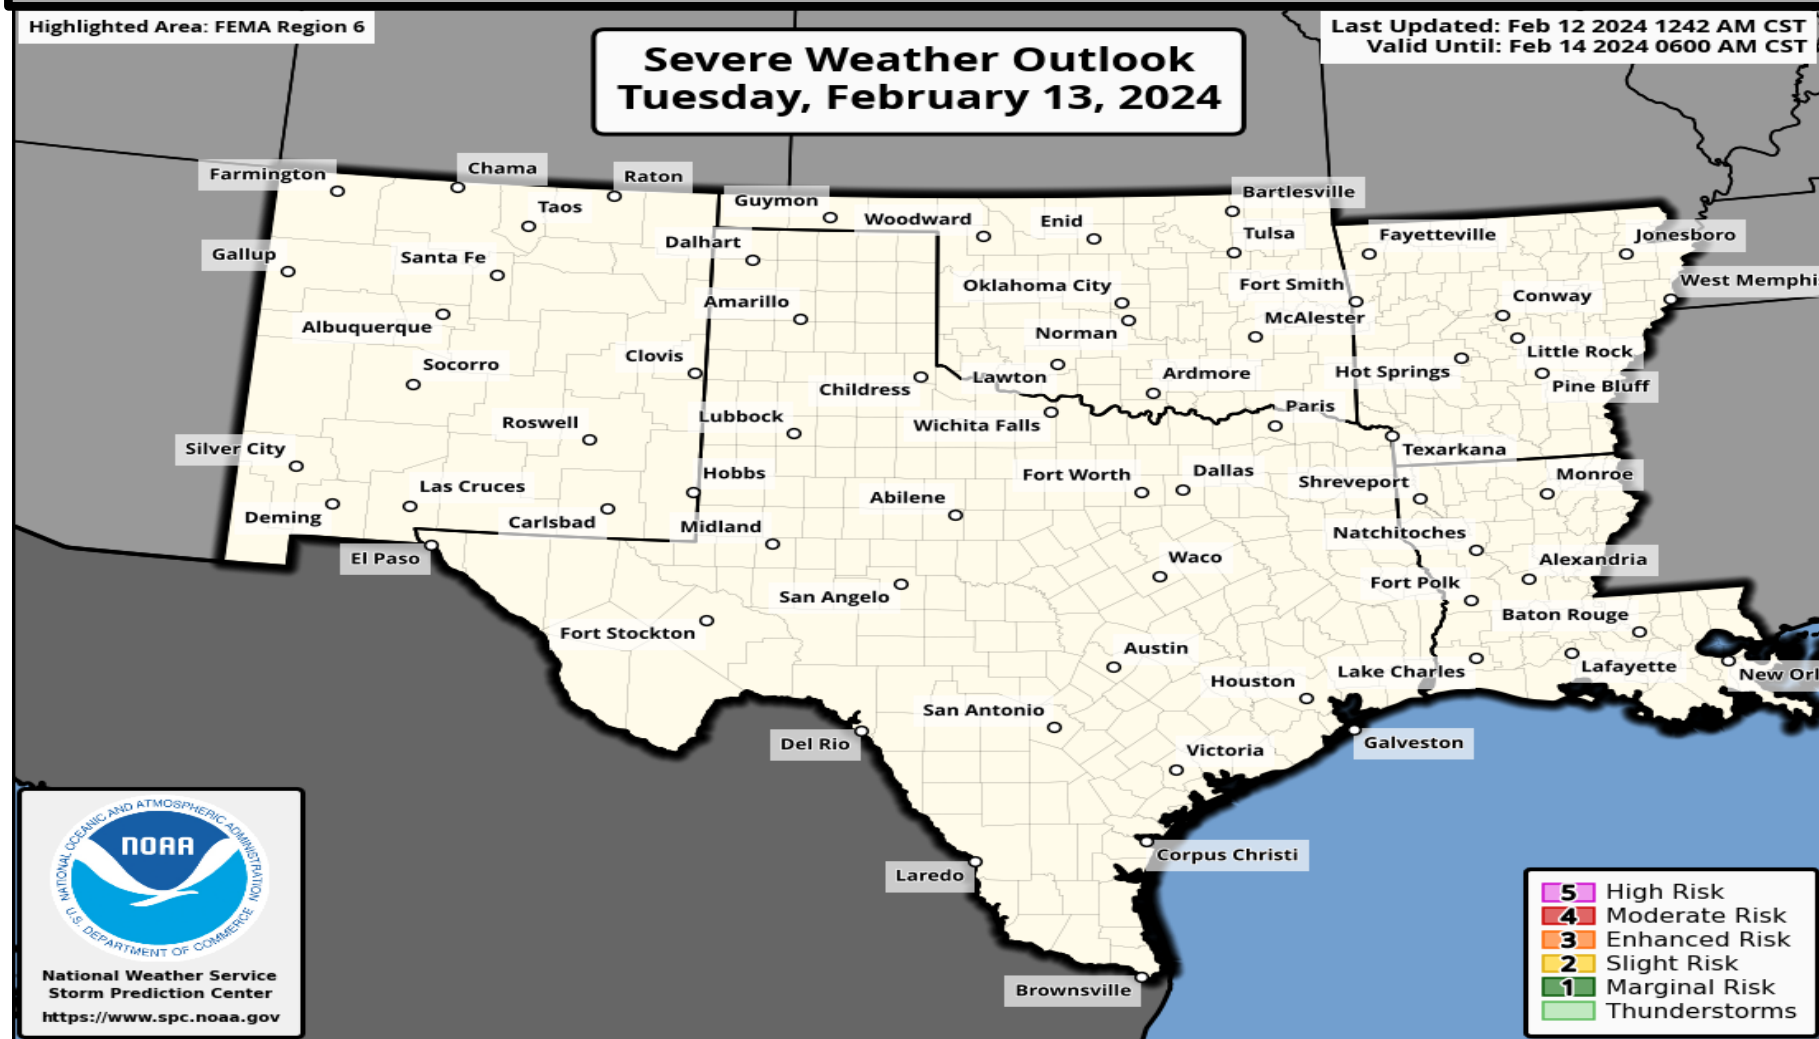 Highlighted Area: FEMA Region 6
Severe Weather Outlook
Tuesday, February 13, 2024
Last Updated: Feb 12 2024 1242 AM CST
Valid Until: Feb 14 2024 0600 AM CST
Farmington
Chama
Raton
Taos
Guymon
Woodward
Enid
Bartlesville
Gallup
Santa Fe
Dalhart
Tulsa
Fayetteville
Jonesboro
Albuquerque
Amarillo
Oklahoma City
Fort Smith
Conway
West Memphi
Socorro
Clovis
Norman
McAlester
Little Rock
Childress
Lawton
Ardmore
Hot Springs
Pine Bluff
Roswell
Lubbock
Wichita Falls
Paris
Silver City
Texarkana
Las Cruces
Hobbs
Abilene
Fort Worth
Dallas
Shreveport
Monroe
Deming
Carlsbad
Midland
Natchitoches
El Paso
Waco
Alexandria
San Angelo
Fort Polk
Fort Stockton
Austin
Baton Rouge
Houston
Lake Charles
Lafayette
New Orl
San Antonio
Del Rio
Victoria
Galveston
Laredo
Corpus Christi
Brownsville
NATIONAL OCEANIC AND ATMOSPHERIC ADMINISTRATION
NOAA
U.S. DEPARTMENT OF COMMERCE
National Weather Service
Storm Prediction Center
https://www.spc.noaa.gov
5 High Risk
4 Moderate Risk
3 Enhanced Risk
2 Slight Risk
1 Marginal Risk
Thunderstorms